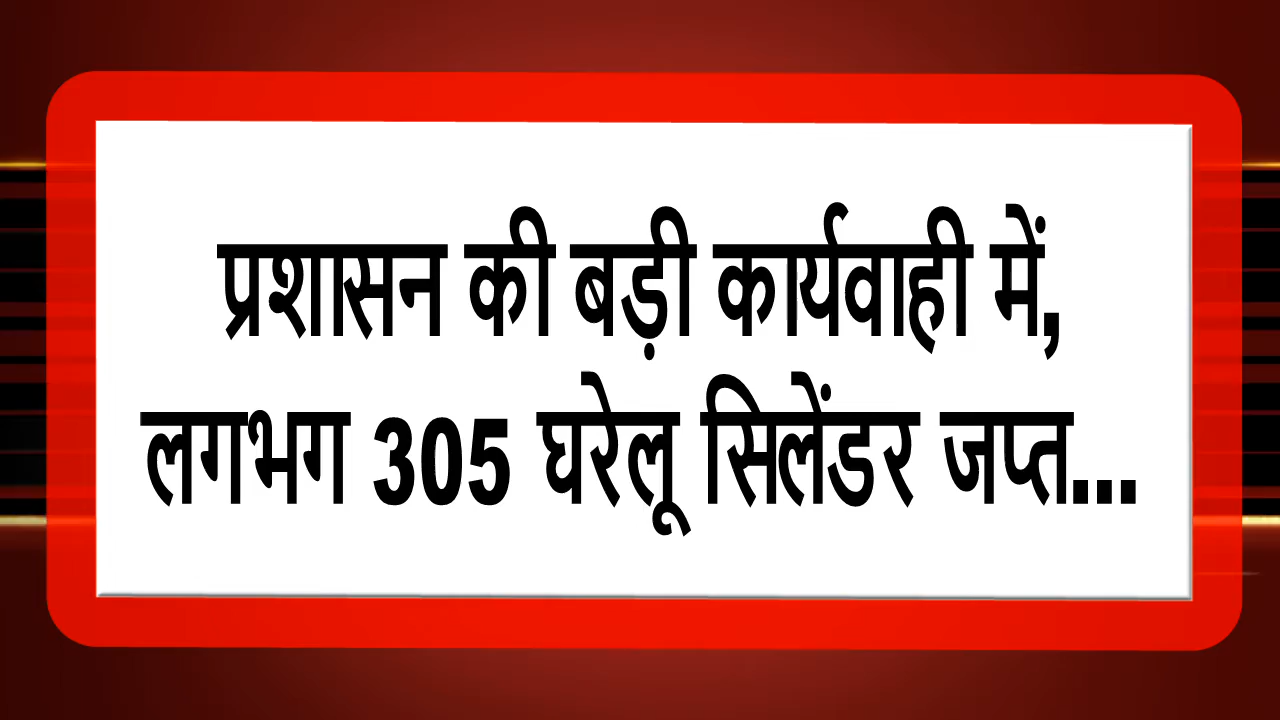 प्रशासन की बड़ी कार्यवाही में,
लगभग 305 घरेलू सिलेंडर जप्त...